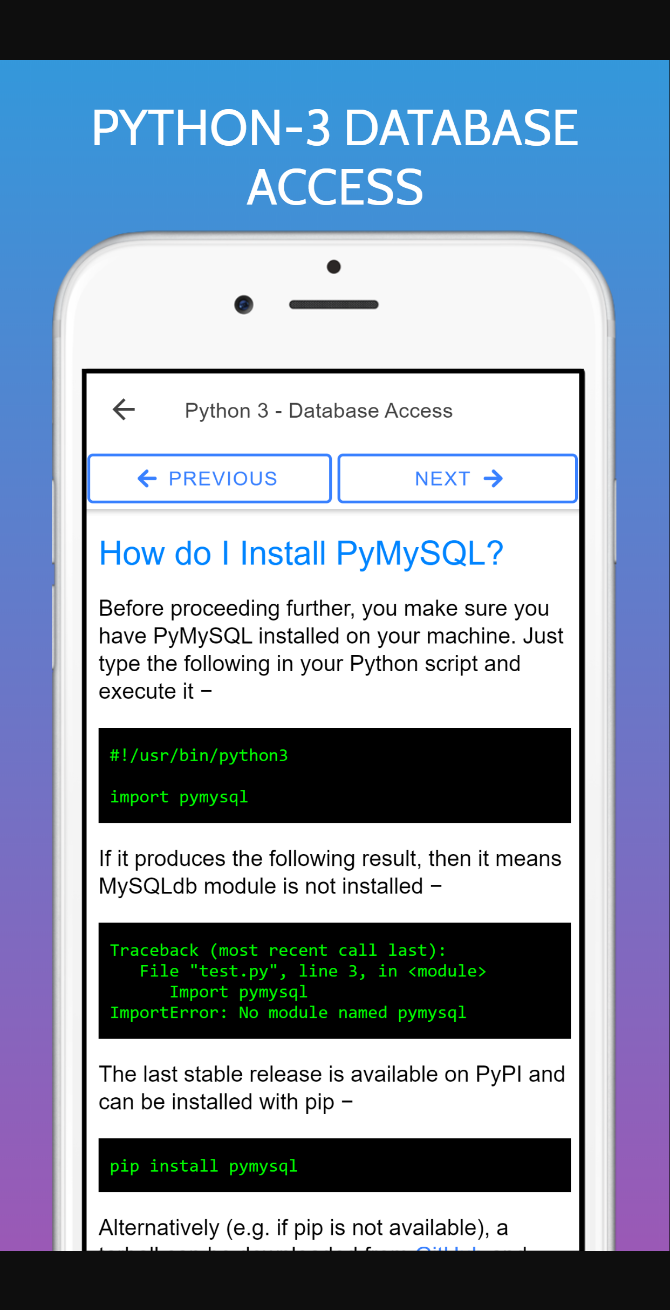 PYTHON-3 DATABASE
ACCESS
Python 3 - Database Access
PREVIOUS
NEXT
How do I Install PyMySQL?
Before proceeding further, you make sure you
have PyMySQL installed on your machine. Just
type the following in your Python script and
execute it −
#!/usr/bin/python3
import pymysql
If it produces the following result, then it means
MySQLdb module is not installed −
Traceback (most recent call last):
File "test.py", line 3, in <module>
Import pymysql
ImportError: No module named pymysql
The last stable release is available on PyPI and
can be installed with pip −
pip install pymysql
Alternatively (e.g. if pip is not available), a